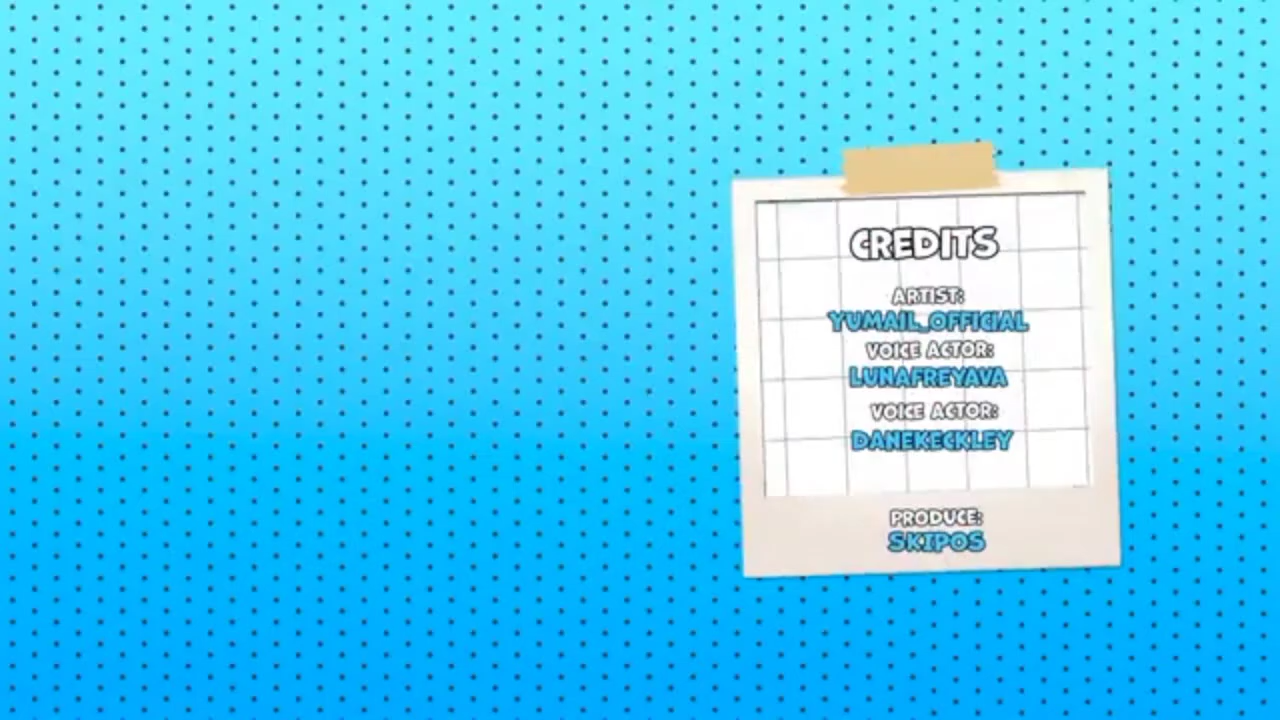 CREDITS
ARTIST:
YUMAIL_OFFICIAL
VOICE ACTOR:
LUNAFREYAVA
VOICE ACTOR:
DANEKECKLEY
PRODUCE:
SKIPOS